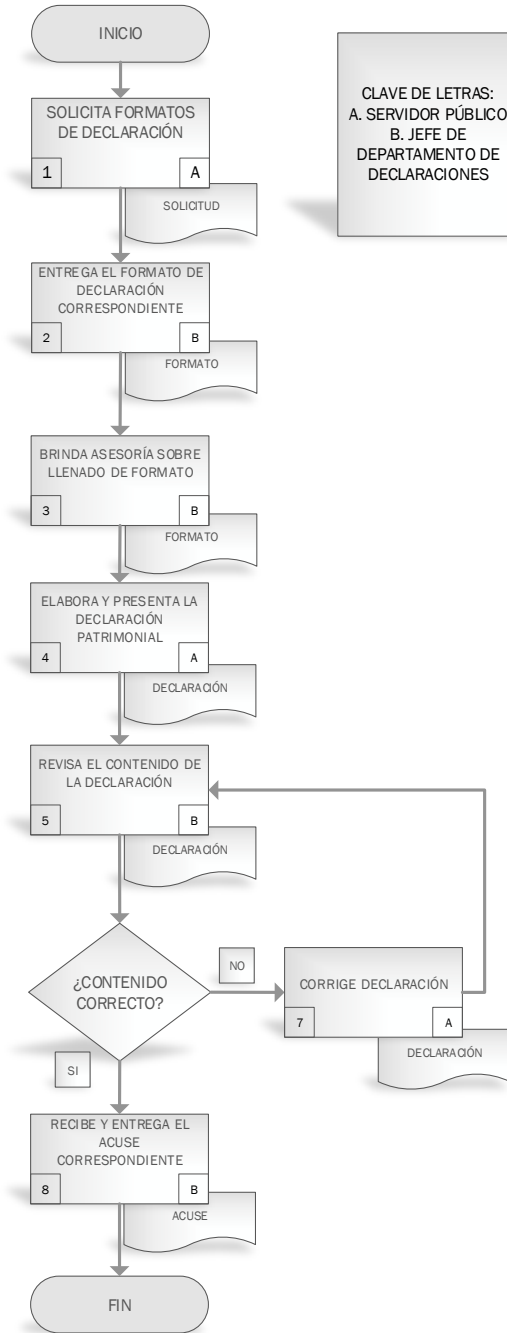 INICIO
SOLICITA FORMATOS
DE DECLARACIÓN
1
A
SOLICITUD
CLAVE DE LETRAS:
A. SERVIDOR PÚBLICO
B. JEFE DE
DEPARTAMENTO DE
DECLARACIONES
ENTREGA EL FORMATO DE
DECLARACIÓN
CORRESPONDIENTE
2
B
FORMATO
BRINDA ASESORÍA SOBRE
LLENADO DE FORMATO
3
B
FORMATO
ELABORA Y PRESENTA LA
DECLARACIÓN
PATRIMONIAL
4
A
DECLARACIÓN
REVISA EL CONTENIDO DE
LA DECLARACIÓN
5
B
DECLARACIÓN
¿CONTENIDO
CORRECTO?
NO
CORRIGE DECLARACIÓN
7
A
DECLARACIÓN
SI
RECIBE Y ENTREGA EL
ACUSE
CORRESPONDIENTE
8
B
ACUSE
FIN